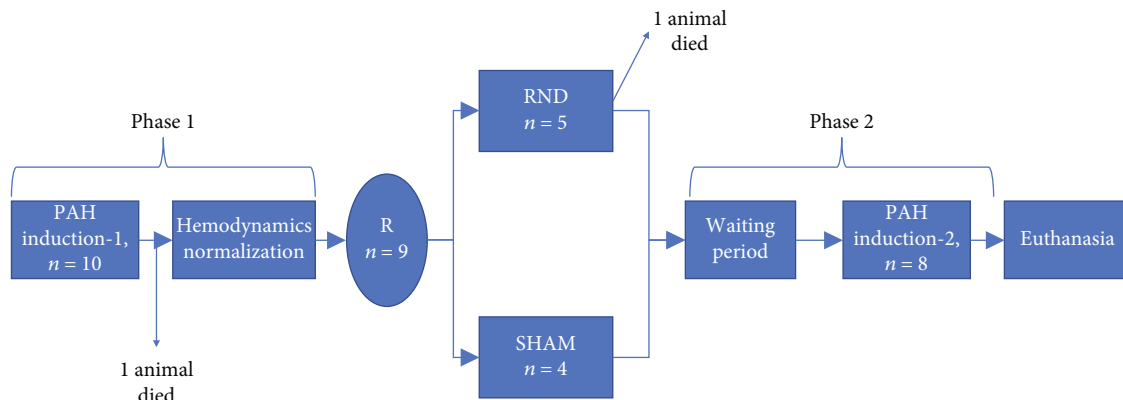 Phase 1
PAH
induction-1,
n = 10
1 animal
died
Hemodynamics
normalization
R
n = 9
RND
n = 5
1 animal
died
SHAM
n = 4
Phase 2
Waiting
period
PAH
induction-2,
n = 8
Euthanasia